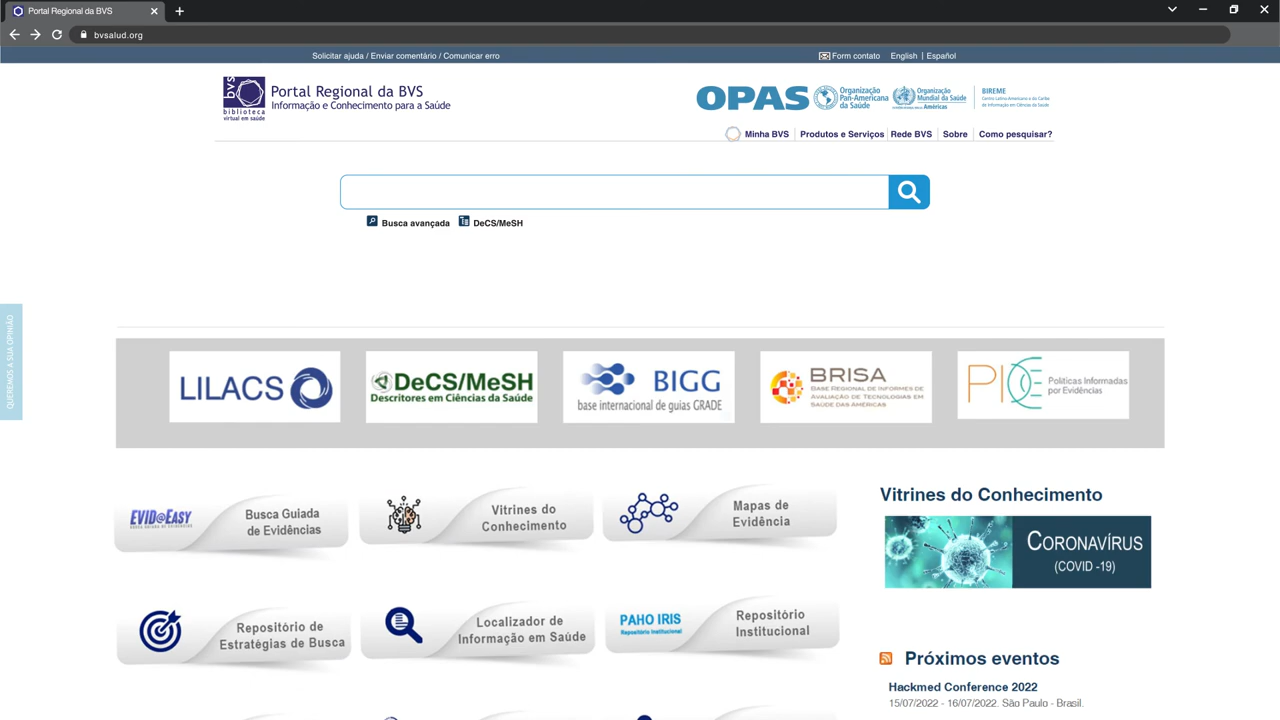 Portal Regional da BVS
bvsalud.org
Solicitar ajuda / Enviar comentário / Comunicar erro
Form contato English | Español
bvs
biblioteca
virtual em saúde
Portal Regional da BVS
Informação e Conhecimento para a Saúde
OPAS
Organização
Pan-Americana
da Saúde
Organização
Mundial da Saúde
Américas
BIREME
Centro Latino-Americano e do Caribe
de Informação em Ciências da Saúde
Minha BVS
Produtos e Serviços
Rede BVS
Sobre
Como pesquisar?
Busca avançada
DeCS/MeSH
QUEREMOS A SUA OPINIÃO
LILACS
DeCS/MeSH
Descritores em Ciências da Saúde
BIGG
base internacional de guias GRADE
BRISA
BASE REGIONAL DE INFORMES DE
AVALIAÇÃO DE TECNOLOGIAS EM
SAÚDE DAS AMÉRICAS
PIE
Políticas Informadas
por Evidências
EVID@EASY
BUSCA GUIADA DE EVIDÊNCIAS
Busca Guiada
de Evidências
Vitrines do
Conhecimento
Mapas de
Evidência
Vitrines do Conhecimento
CORONAVÍRUS
(COVID -19)
Repositório de
Estratégias de Busca
Localizador de
Informação em Saúde
PAHO IRIS
Repositório Institucional
Repositório
Institucional
Próximos eventos
Hackmed Conference 2022
15/07/2022 - 16/07/2022. São Paulo - Brasil.